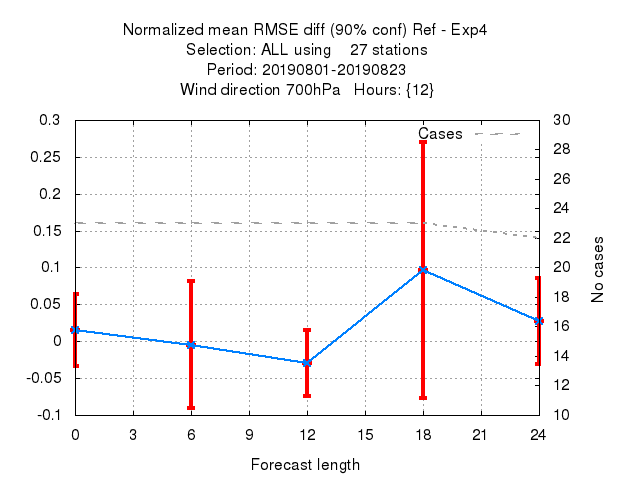 Normalized mean RMSE diff (90% conf) Ref - Exp4
Selection: ALL using    27 stations
Period: 20190801-20190823
Wind direction 700hPa   Hours: {12}
Cases
0.3
0.25
0.2
0.15
0.1
0.05
0
-0.05
-0.1
30
28
26
24
22
20
18
16
14
12
10
No cases
0 3 6 9 12 15 18 21 24
Forecast length